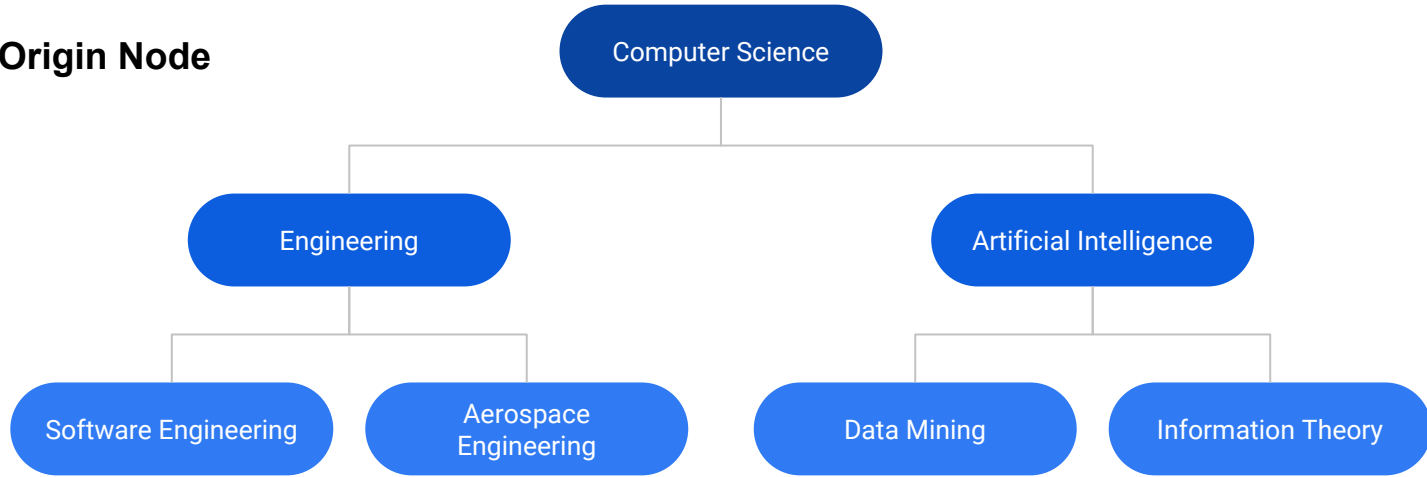 Origin Node
Computer Science
Engineering
Artificial Intelligence
Software Engineering
Aerospace
Engineering
Data Mining
Information Theory